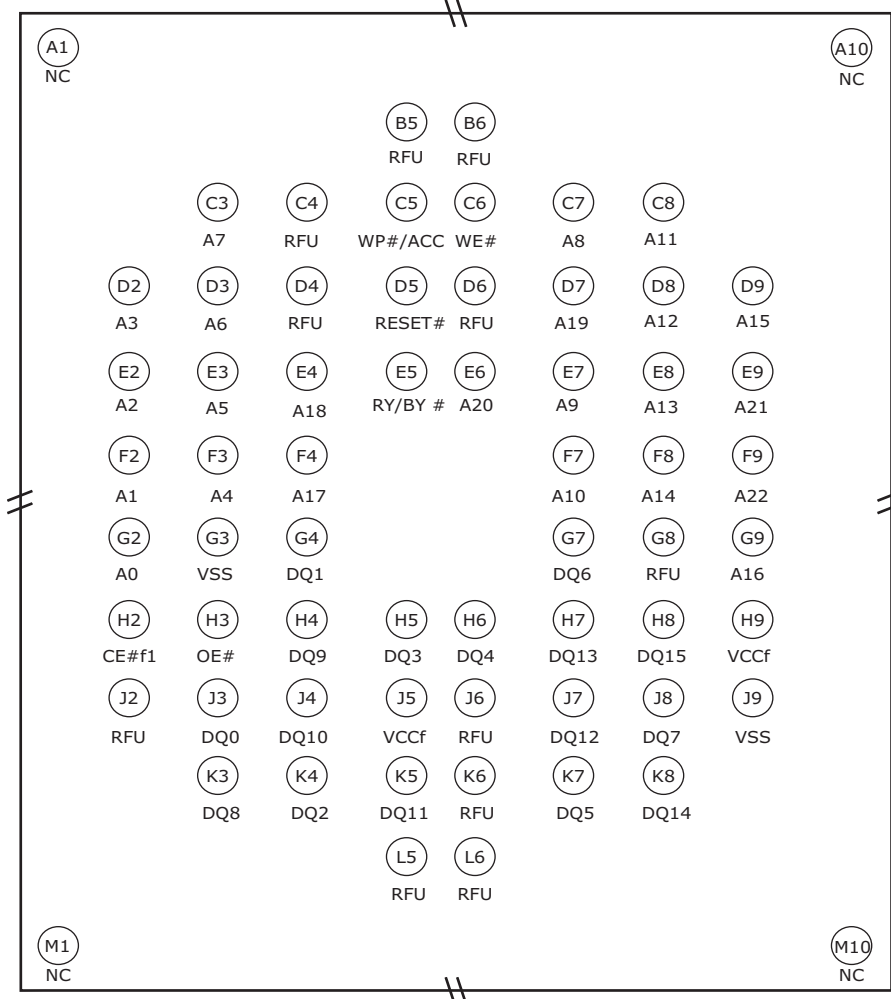 A1 A10
NC NC
B5 B6
RFU RFU
C3 C4 C5 C6 C7 C8
A7 RFU WP#/ACC WE# A8 A11
D2 D3 D4 D5 D6 D7 D8 D9
A3 A6 RFU RESET# RFU A19 A12 A15
E2 E3 E4 E5 E6 E7 E8 E9
A2 A5 A18 RY/BY # A20 A9 A13 A21
F2 F3 F4 F7 F8 F9
A1 A4 A17 A10 A14 A22
G2 G3 G4 G7 G8 G9
A0 VSS DQ1 DQ6 RFU A16
H2 H3 H4 H5 H6 H7 H8 H9
CE#f1 OE# DQ9 DQ3 DQ4 DQ13 DQ15 VCCf
J2 J3 J4 J5 J6 J7 J8 J9
RFU DQ0 DQ10 VCCf RFU DQ12 DQ7 VSS
K3 K4 K5 K6 K7 K8
DQ8 DQ2 DQ11 RFU DQ5 DQ14
L5 L6
RFU RFU
M1 M10
NC NC